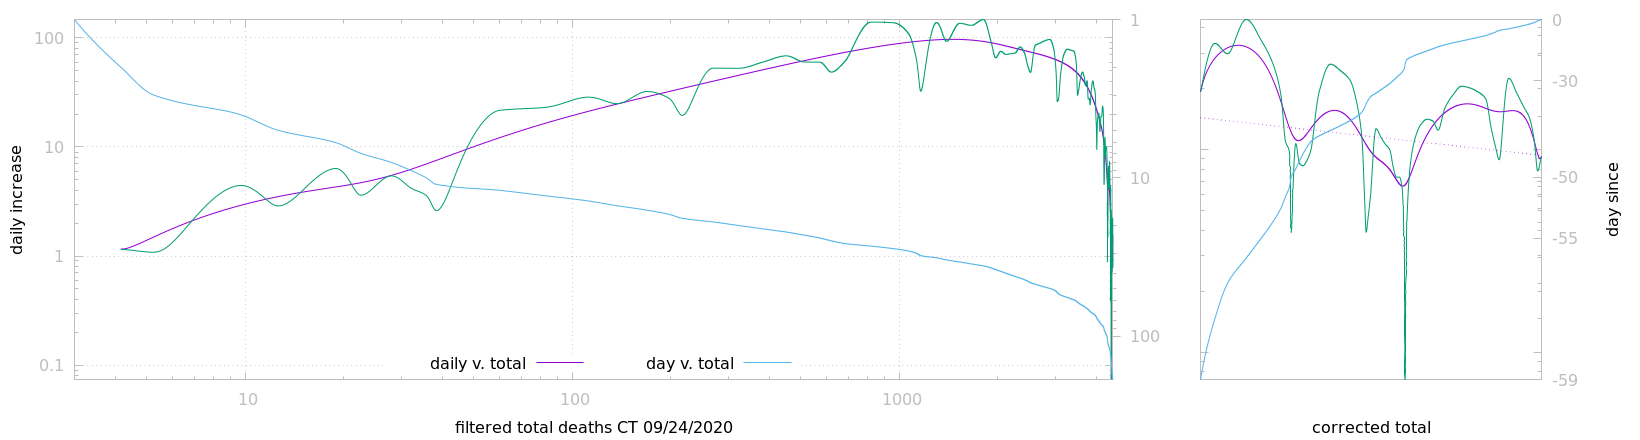 100
10
1
0.1
daily increase
10
100
1000
filtered total deaths CT 09/24/2020
daily v. total
day v. total
1
10
100
0
-30
-50
-55
-59
day since
corrected total